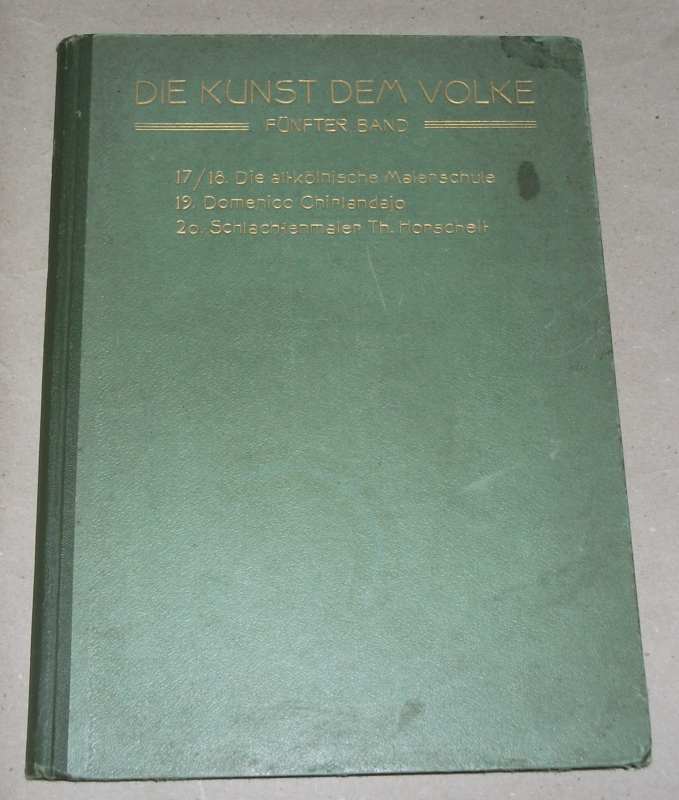 DIE KUNST DEM VOLKE
FÜNFTER BAND
17/18. Die altkölnische Malerschule
19. Domenico Ghirlandajo
20. Schlachtenmaler Th. Horschelt